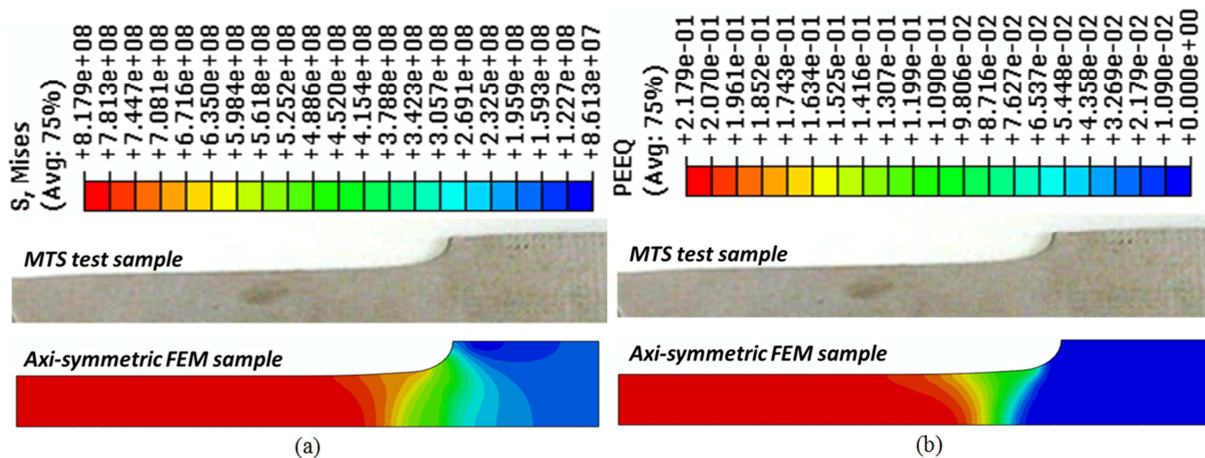 S, Mises
(Avg: 75%)
+8.179e+08
+7.813e+08
+7.447e+08
+7.081e+08
+6.716e+08
+6.350e+08
+5.984e+08
+5.618e+08
+5.252e+08
+4.886e+08
+4.520e+08
+4.154e+08
+3.788e+08
+3.423e+08
+3.057e+08
+2.691e+08
+2.325e+08
+1.959e+08
+1.593e+08
+1.227e+08
+8.613e+07
MTS test sample
Axi-symmetric FEM sample
(a)
PEEQ
(Avg: 75%)
+2.179e-01
+2.070e-01
+1.961e-01
+1.852e-01
+1.743e-01
+1.634e-01
+1.525e-01
+1.416e-01
+1.307e-01
+1.199e-01
+1.090e-01
+9.806e-02
+8.716e-02
+7.627e-02
+6.537e-02
+5.448e-02
+4.358e-02
+3.269e-02
+2.179e-02
+1.090e-02
+0.000e+00
MTS test sample
Axi-symmetric FEM sample
(b)